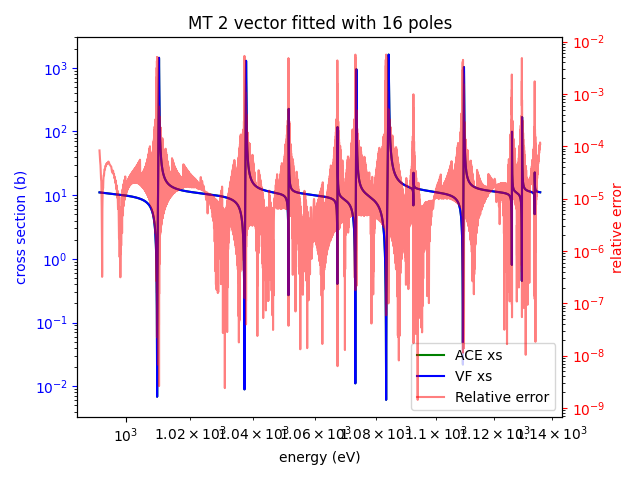 MT 2 vector fitted with 16 poles
cross section (b)
10³
10²
10¹
10⁰
10⁻¹
10⁻²
10⁻²
10⁻³
10⁻⁴
10⁻⁵
10⁻⁶
10⁻⁷
10⁻⁸
10⁻⁹
relative error
ACE xs
VF xs
Relative error
10³ 1.02 × 10³ 1.04 × 10³ 1.06 × 10³ 1.08 × 10³ 1.1 × 10³ 1.12 × 10³ 1.14 × 10³
energy (eV)